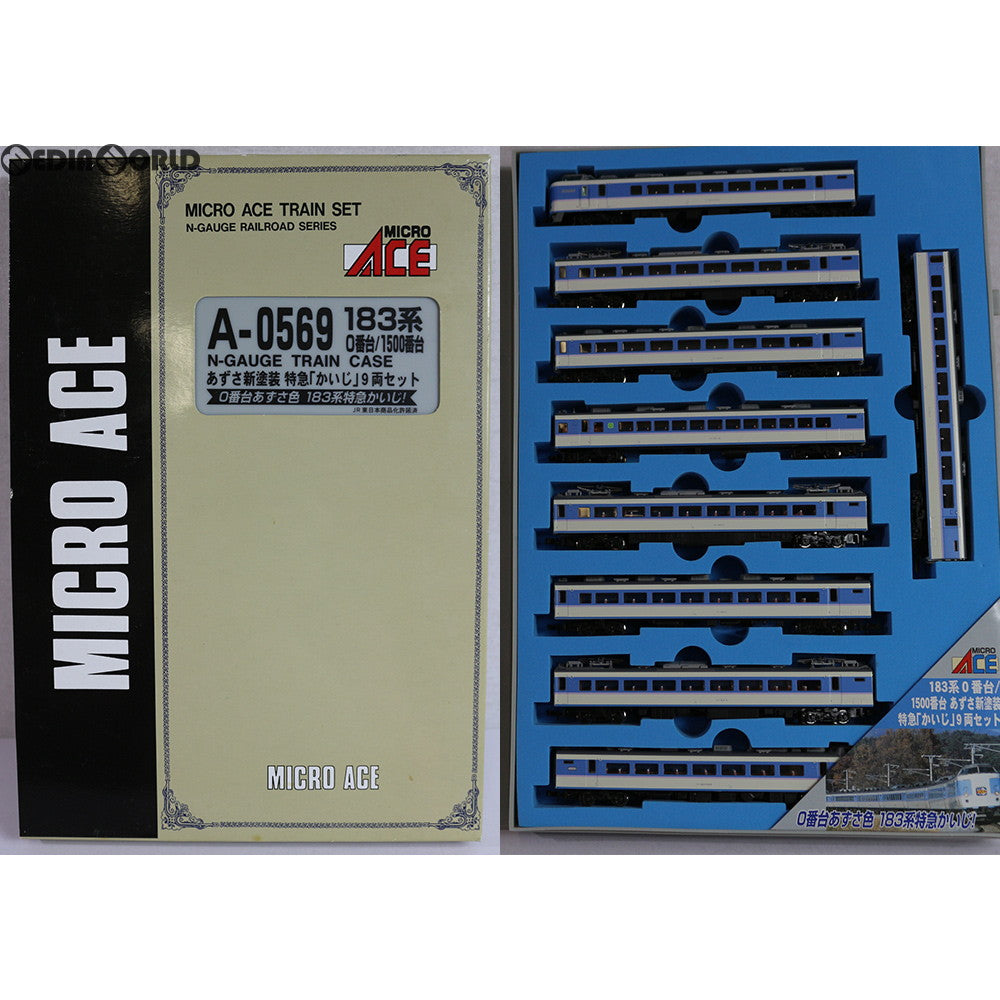 MEDIAWORLD
MICRO ACE
MICRO ACE TRAIN SET
N-GAUGE RAILROAD SERIES
MICRO
ACE
A-0569
183系
0番台/1500番台
N-GAUGE TRAIN CASE
あずさ新塗装 特急「かいじ」9両セット
0番台あずさ色 183系特急かいじ!
JR東日本商品化許諾済
MICRO ACE
MICRO
ACE
183系 0番台/
1500番台 あずさ新塗装
特急「かいじ」9両セット
0番台あずさ色 183系特急かいじ!